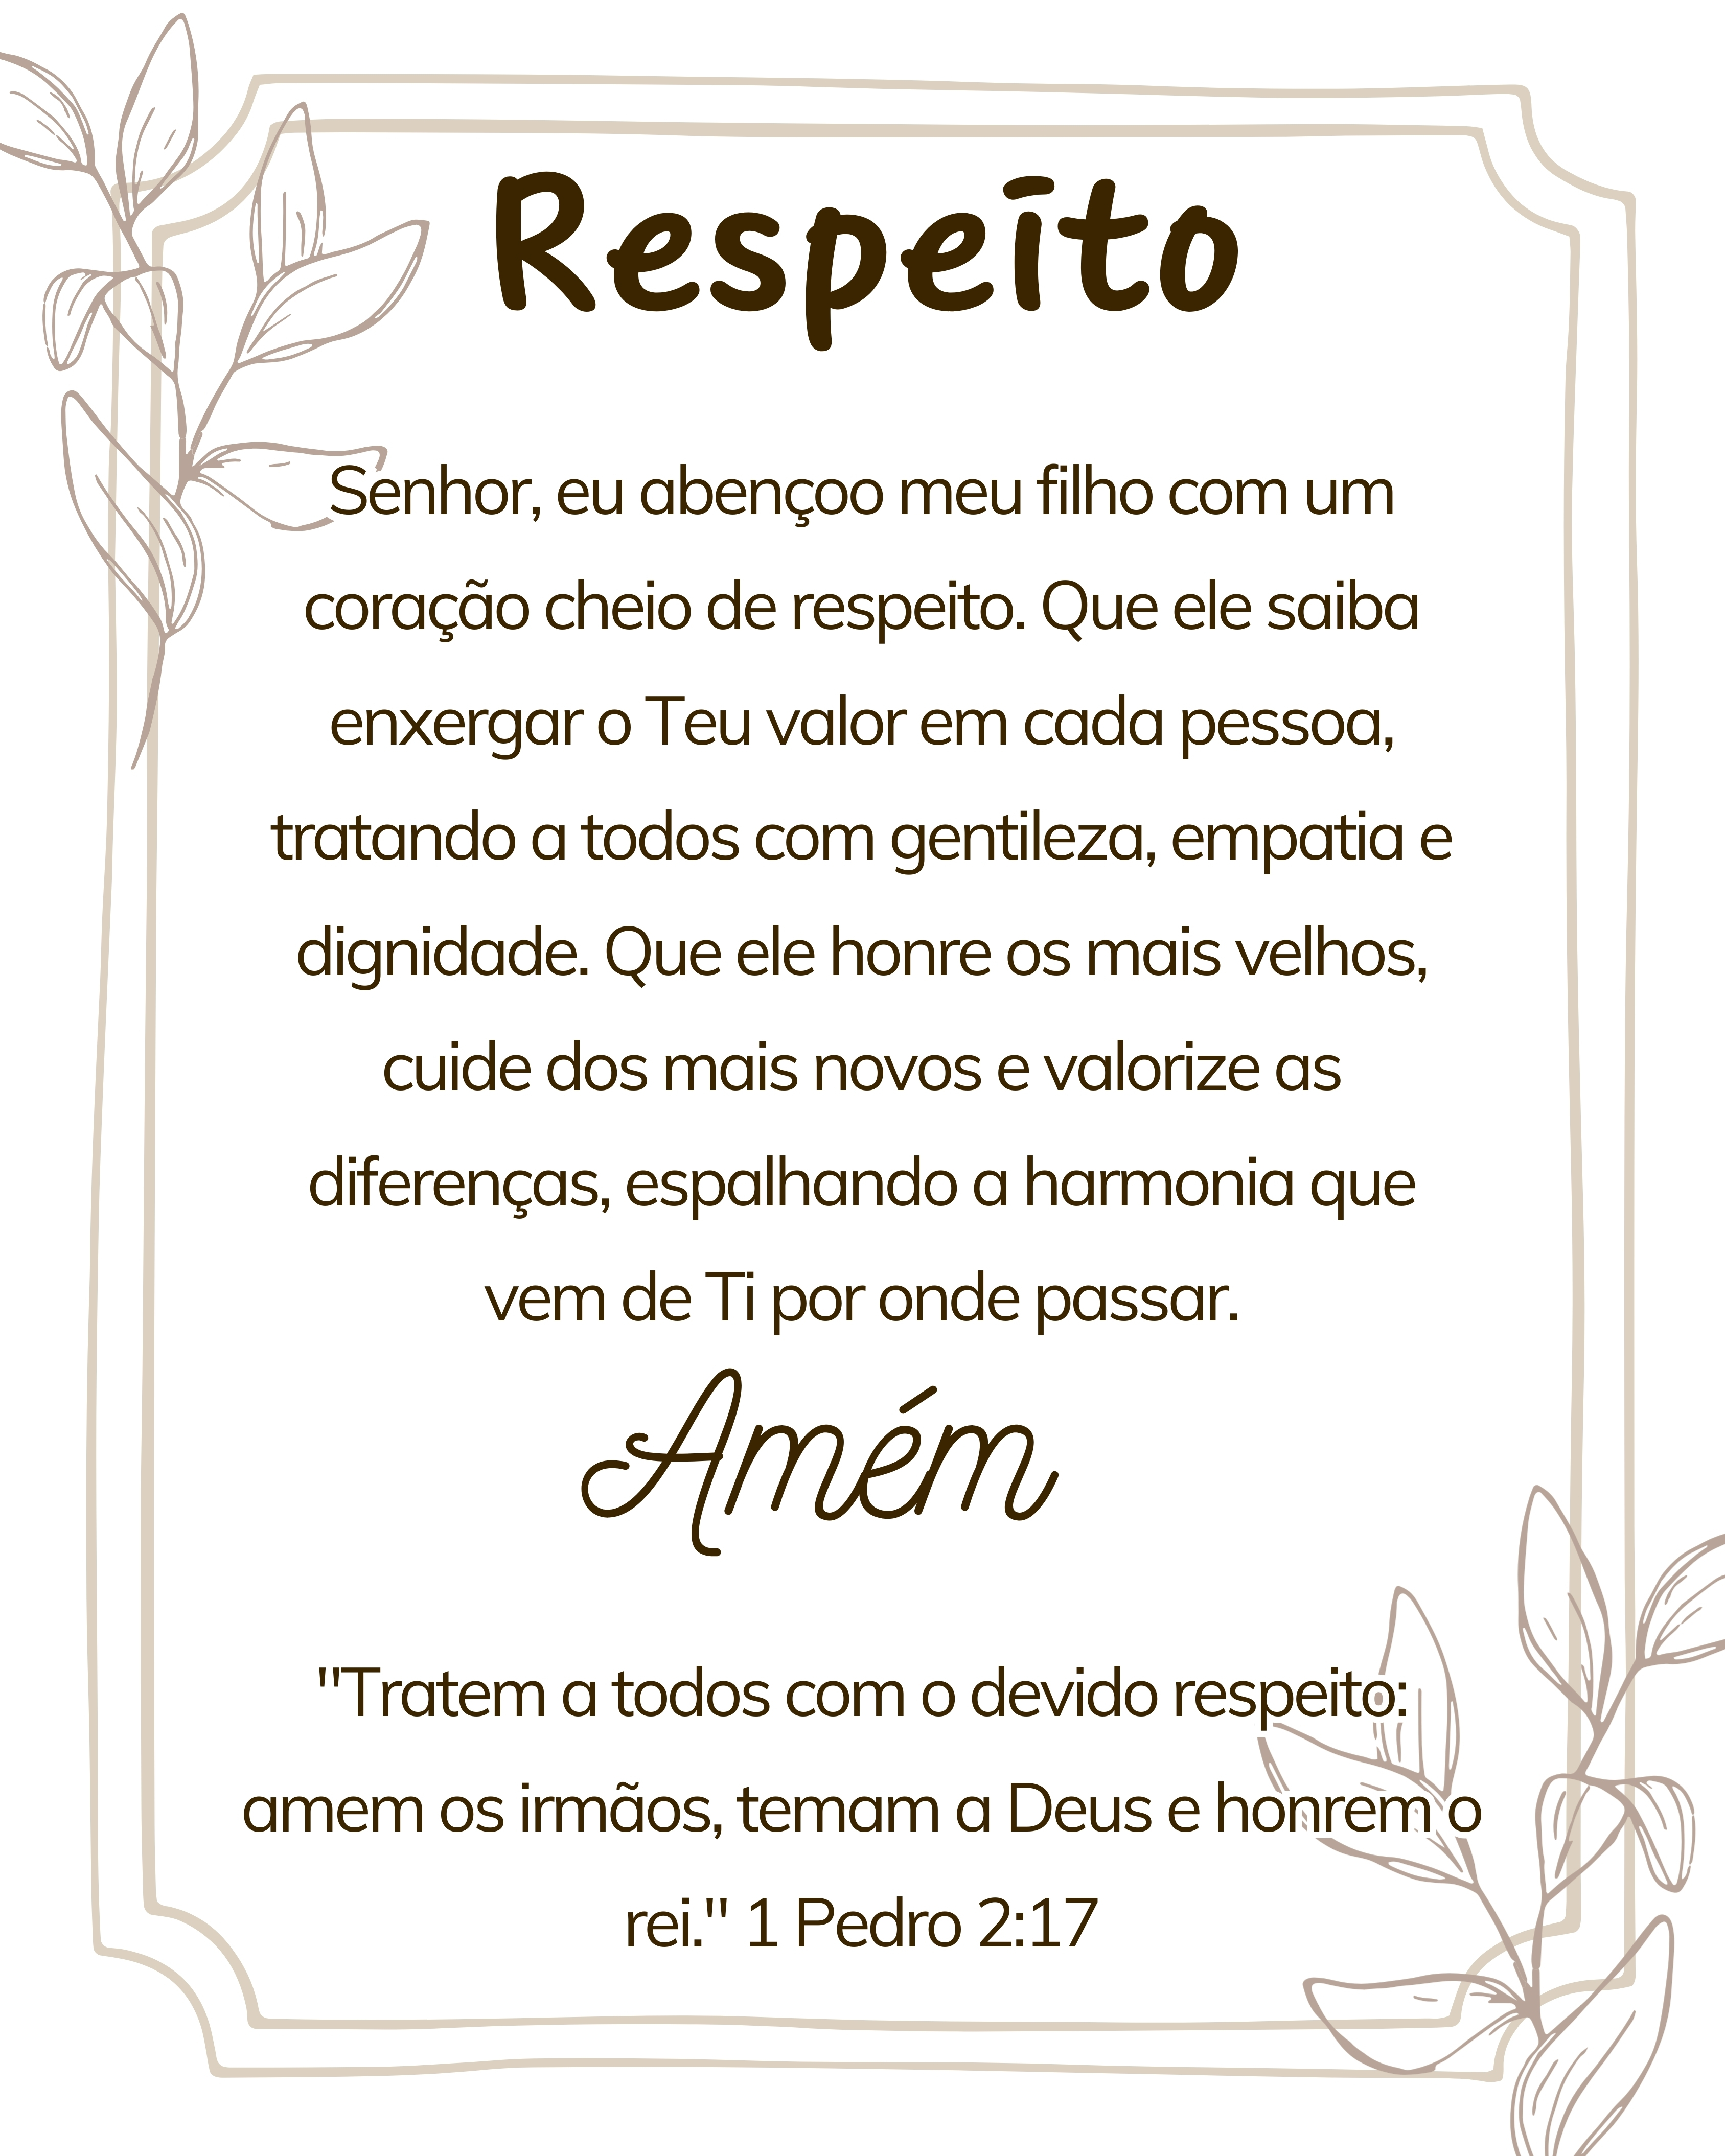 Respeito
Senhor, eu abençoo meu filho com um
coração cheio de respeito. Que ele saiba
enxergar o Teu valor em cada pessoa,
tratando a todos com gentileza, empatia e
dignidade. Que ele honre os mais velhos,
cuide dos mais novos e valorize as
diferenças, espalhando a harmonia que
vem de Ti por onde passar.
Amém
"Tratem a todos com o devido respeito:
amem os irmãos, temam a Deus e honrem o
rei." 1 Pedro 2:17